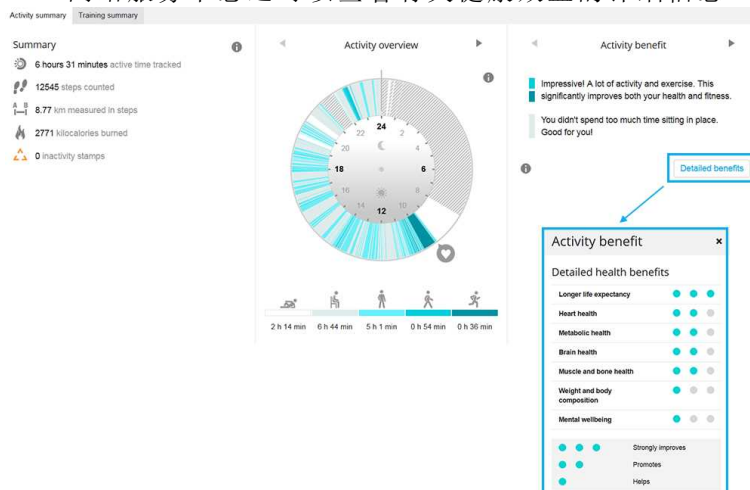 Activity summary
Training summary
Summary
6 hours 31 minutes active time tracked
12545 steps counted
A B
8.77 km measured in steps
2771 kilocalories burned
0 inactivity stamps
Activity overview
24
22
2
20
4
18
6
16
8
14
10
12
2 h 14 min
6 h 44 min
5 h 1 min
0 h 54 min
0 h 36 min
Activity benefit
Impressive! A lot of activity and exercise. This
significantly improves both your health and fitness.
You didn't spend too much time sitting in place.
Good for you!
Detailed benefits
Activity benefit
×
Detailed health benefits
Longer life expectancy
Heart health
Metabolic health
Brain health
Muscle and bone health
Weight and body
composition
Mental wellbeing
Strongly improves
Promotes
Helps